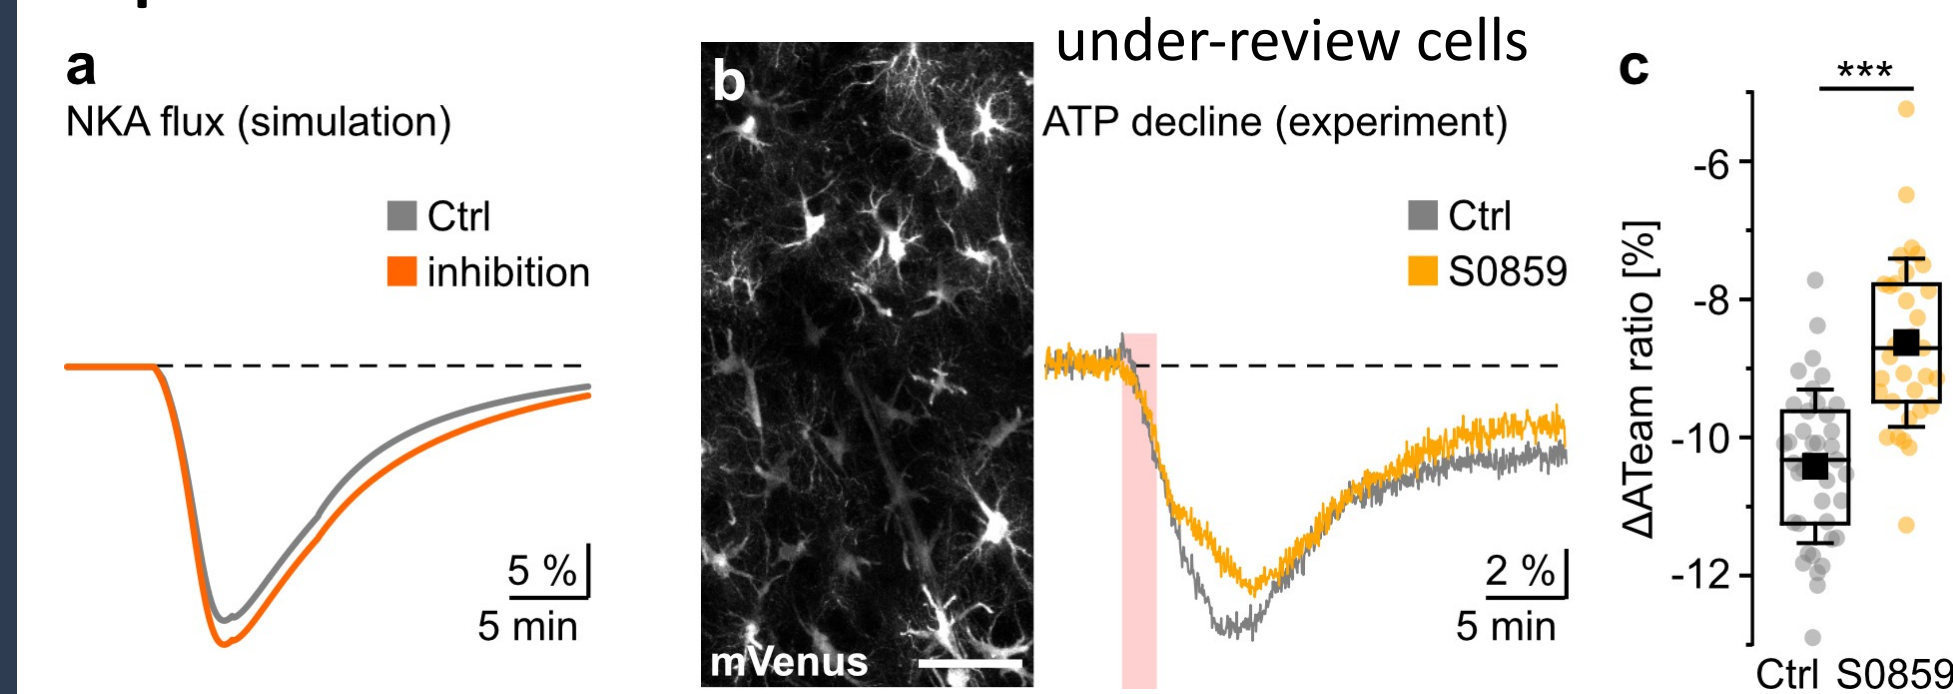 a
NKA flux (simulation)
Ctrl
inhibition
5 %
5 min
b
mVenus
under-review cells
ATP decline (experiment)
Ctrl
S0859
2 %
5 min
c
***
ΔATeam ratio [%]
-6
-8
-10
-12
Ctrl S0859